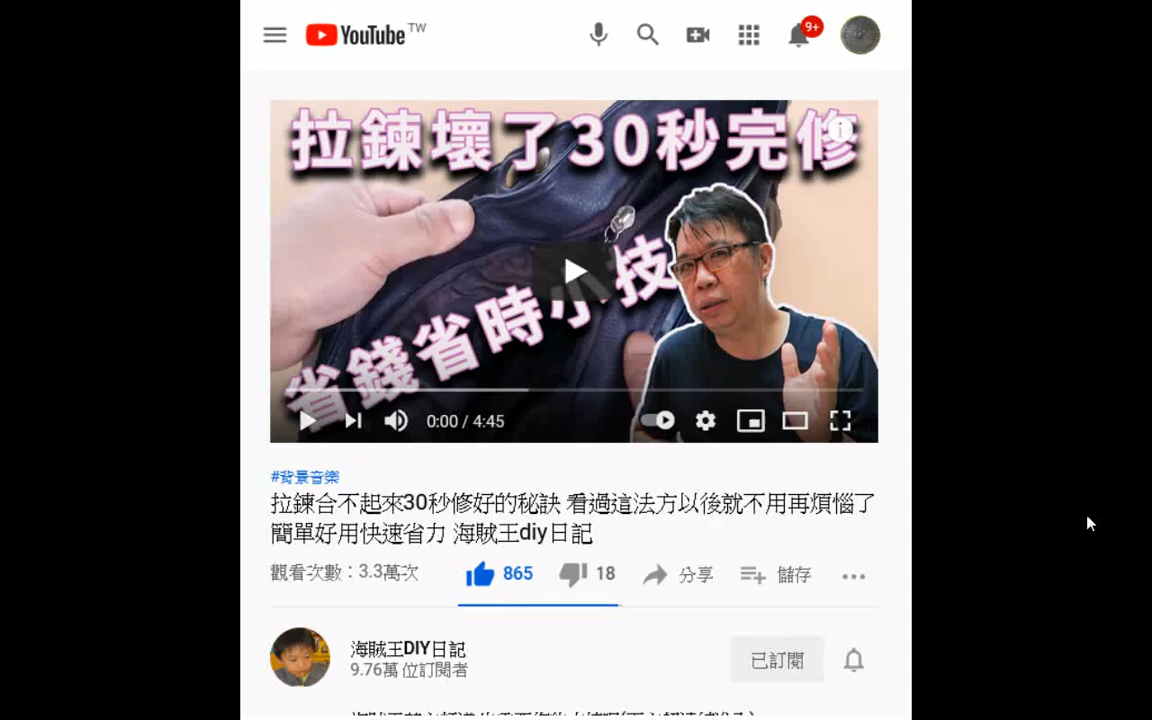 YouTube TW
9+
拉鍊壞了30秒完修
省錢省時小技
0:00 / 4:45
#背景音樂
拉鍊合不起來30秒修好的秘訣 看過這法方以後就不用再煩惱了
簡單好用快速省力 海賊王diy日記
觀看次數：3.3萬次
865
18
分享
儲存
海賊王DIY日記
9.76萬 位訂閱者
已訂閱